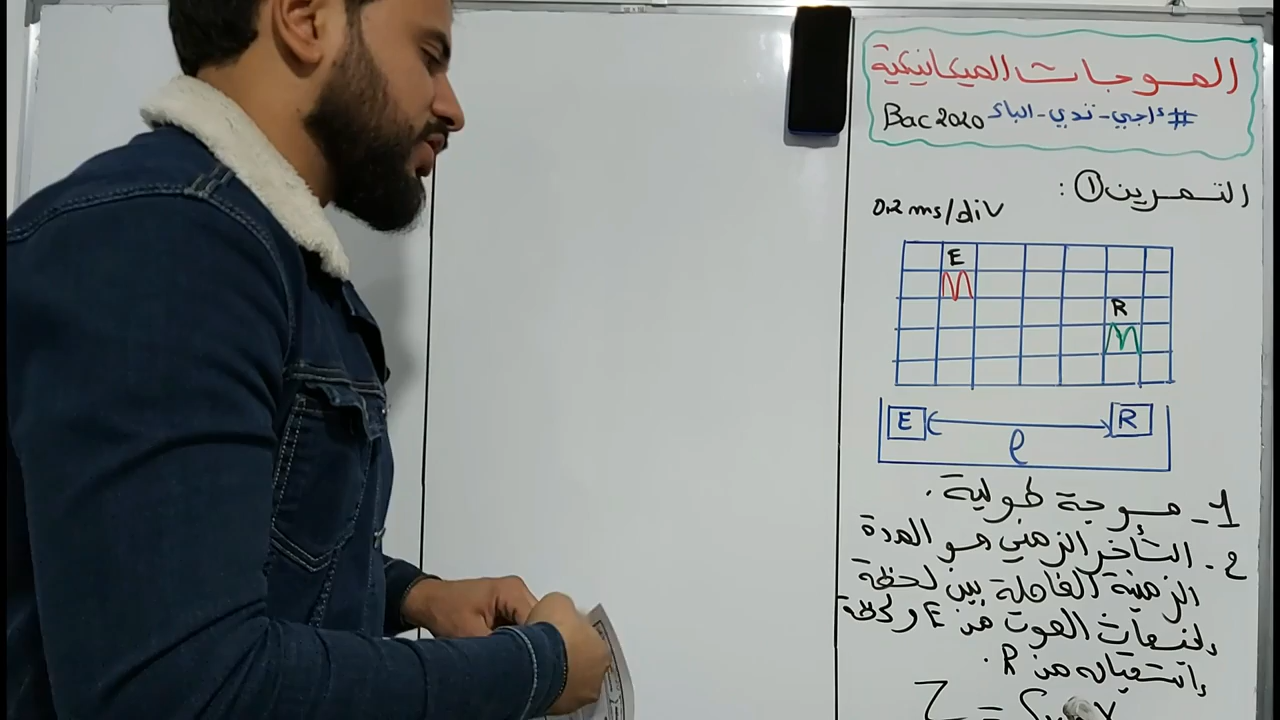 الموجات الميكانيكية
#أجي-تدي-الباك Bac 2020
التمرين ①:
0.2 ms/div
E
R
E
R
l
1- موجة طولية.
2- التأخر الزمني هو المدة
الزمنية الفاصلة بين لحظة
انبعاث الصوت من E ولحظة
استقباله من R.